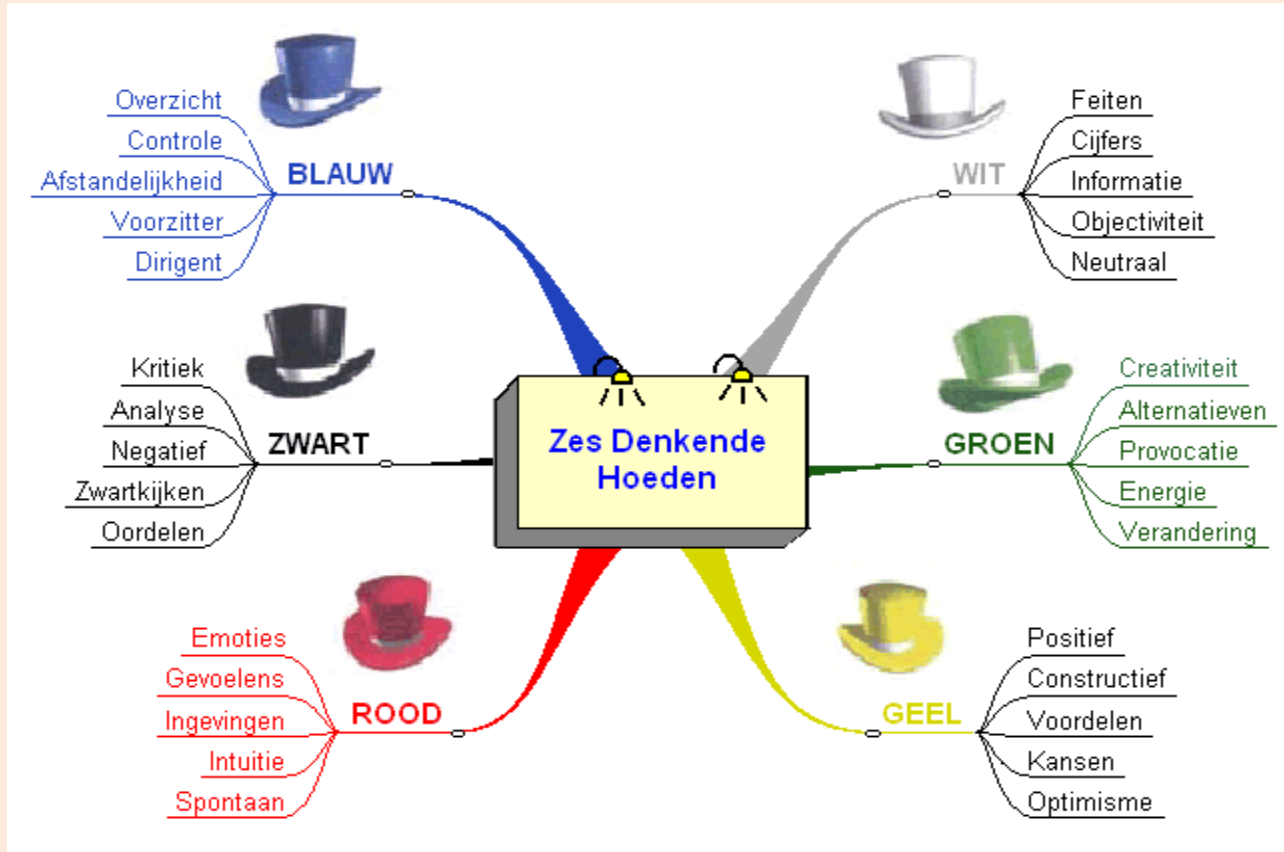 Zes Denkende
Hoeden
BLAUW
Overzicht
Controle
Afstandelijkheid
Voorzitter
Dirigent
WIT
Feiten
Cijfers
Informatie
Objectiviteit
Neutraal
ZWART
Kritiek
Analyse
Negatief
Zwartkijken
Oordelen
GROEN
Creativiteit
Alternatieven
Provocatie
Energie
Verandering
ROOD
Emoties
Gevoelens
Ingevingen
Intuitie
Spontaan
GEEL
Positief
Constructief
Voordelen
Kansen
Optimisme